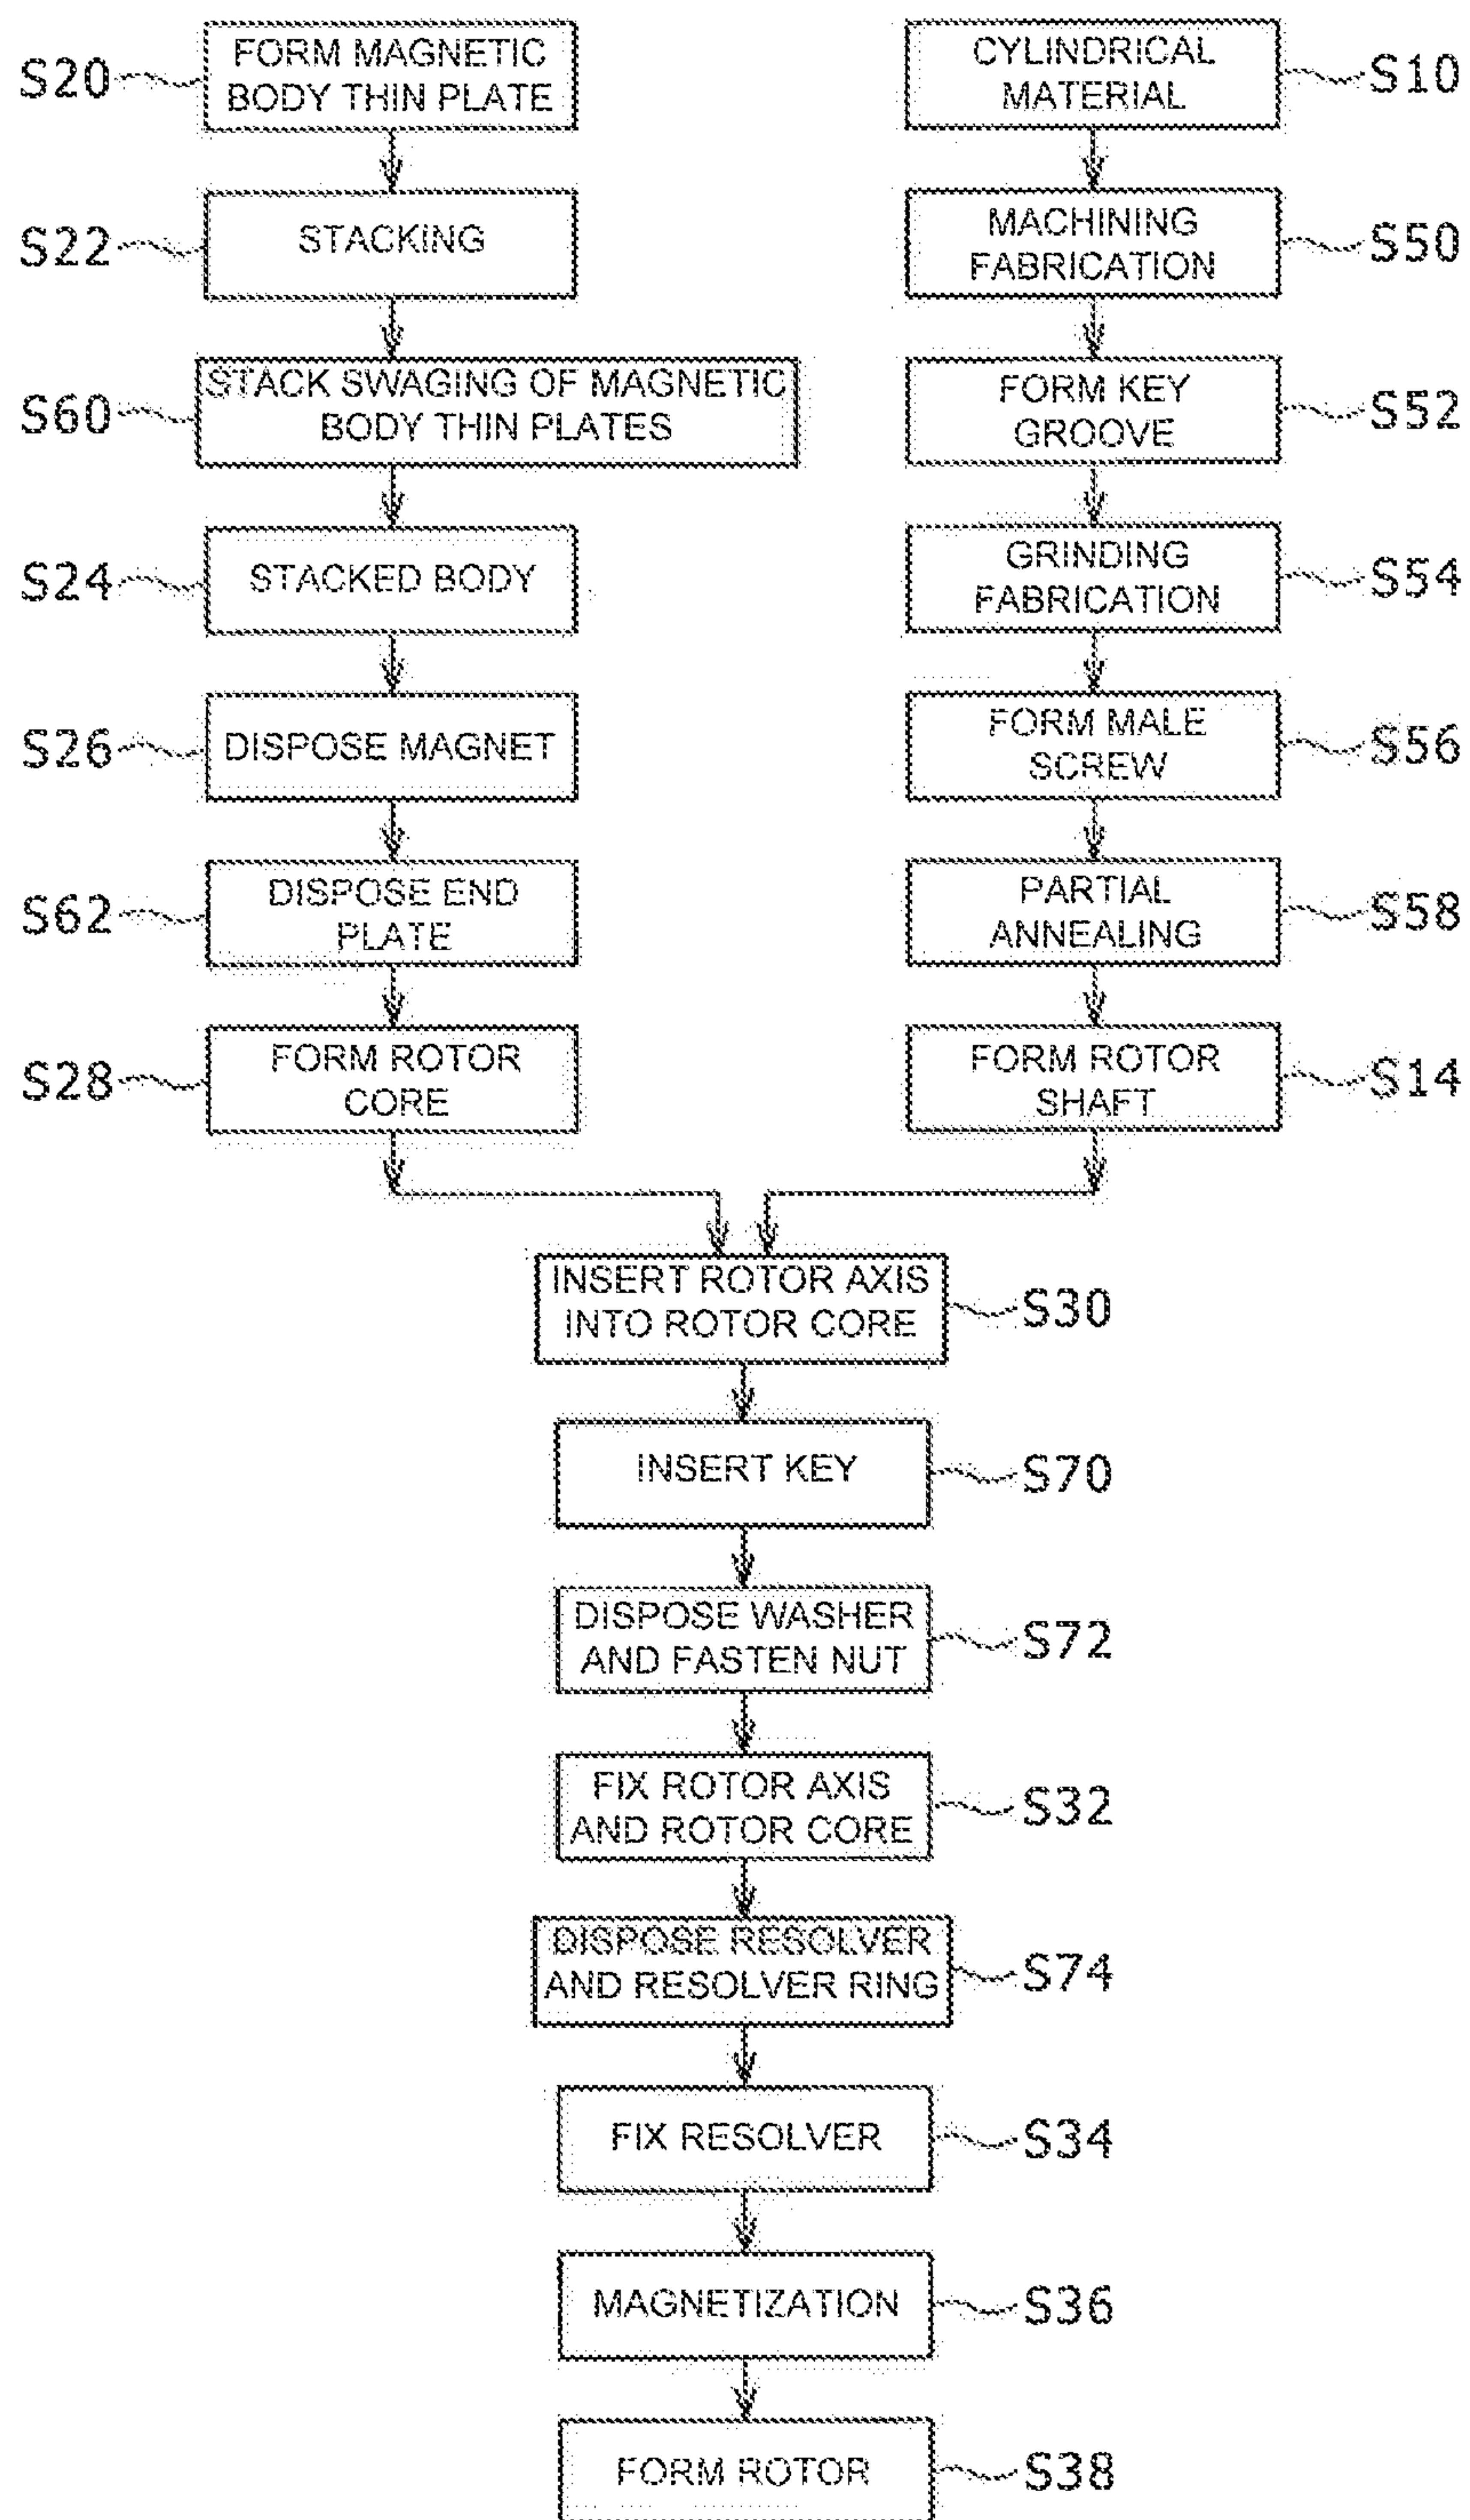 S20
FORM MAGNETIC
BODY THIN PLATE
S22
STACKING
S60
STACK SWAGING OF MAGNETIC
BODY THIN PLATES
S24
STACKED BODY
S26
DISPOSE MAGNET
S62
DISPOSE END
PLATE
S28
FORM ROTOR
CORE
CYLINDRICAL
MATERIAL
S10
MACHINING
FABRICATION
S50
FORM KEY
GROOVE
S52
GRINDING
FABRICATION
S54
FORM MALE
SCREW
S56
PARTIAL
ANNEALING
S58
FORM ROTOR
SHAFT
S14
INSERT ROTOR AXIS
INTO ROTOR CORE
S30
INSERT KEY
S70
DISPOSE WASHER
AND FASTEN NUT
S72
FIX ROTOR AXIS
AND ROTOR CORE
S32
DISPOSE RESOLVER
AND RESOLVER RING
S74
FIX RESOLVER
S34
MAGNETIZATION
S36
FORM ROTOR
S38